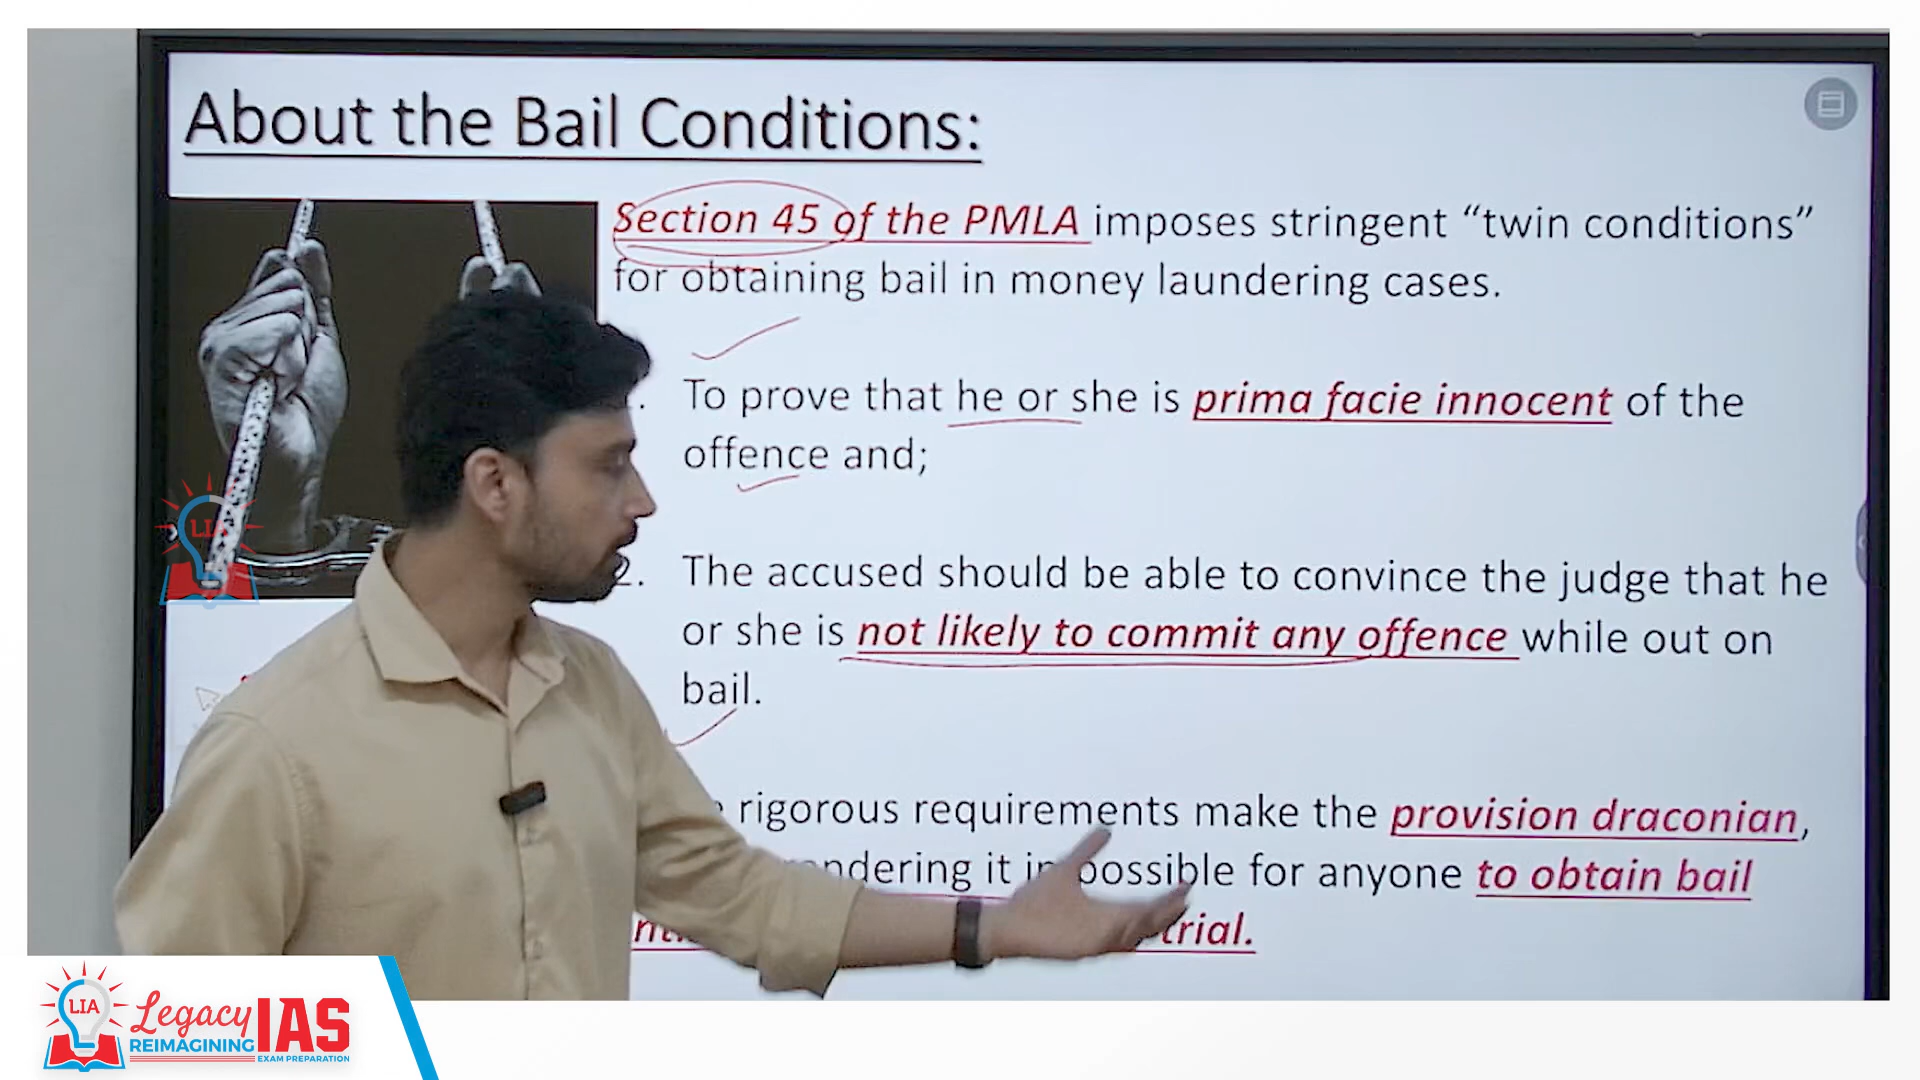 About the Bail Conditions:
Section 45 of the PMLA imposes stringent “twin conditions”
for obtaining bail in money laundering cases.
To prove that he or she is prima facie innocent of the
offence and;
2. The accused should be able to convince the judge that he
or she is not likely to commit any offence while out on
bail.
rigorous requirements make the provision draconian,
it impossible for anyone to obtain bail
trial.
LIA
LIA
Legacy IAS
REIMAGINING
EXAM PREPARATION